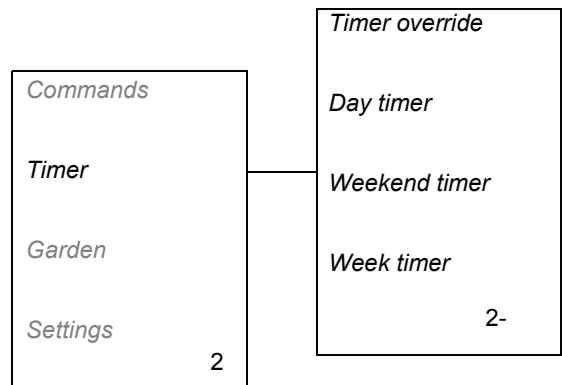 Commands
Timer
Garden
Settings
2
Timer override
Day timer
Weekend timer
Week timer
2-